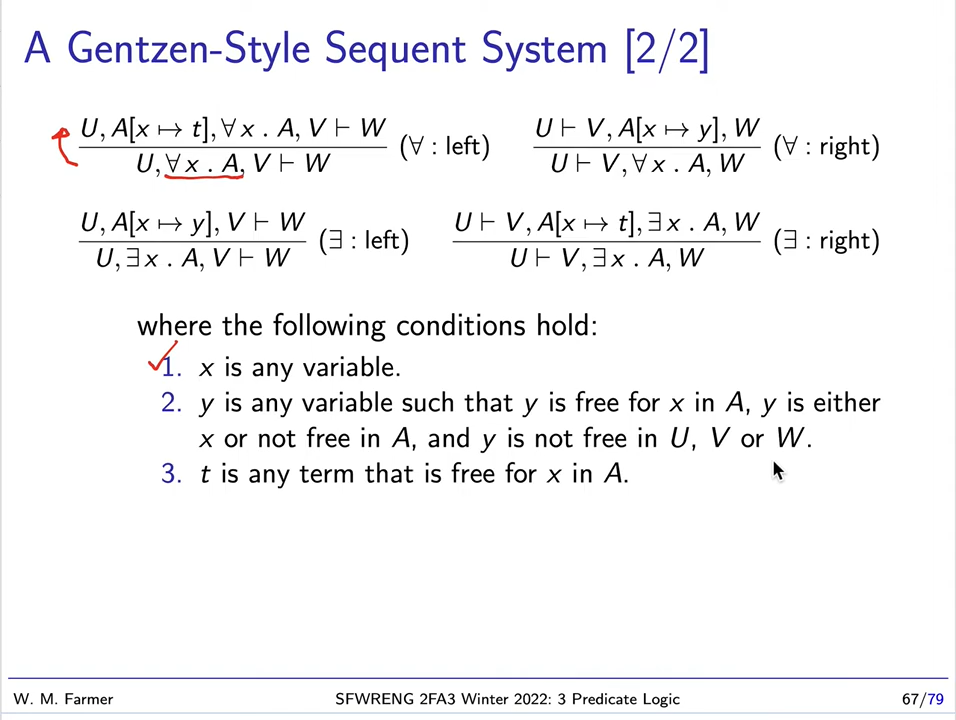 A Gentzen-Style Sequent System [2/2]
U, A[x ↦ t], ∀ x . A, V ⊢ W
U, ∀ x . A, V ⊢ W
(∀ : left)
U ⊢ V, A[x ↦ y], W
U ⊢ V, ∀ x . A, W
(∀ : right)
U, A[x ↦ y], V ⊢ W
U, ∃ x . A, V ⊢ W
(∃ : left)
U ⊢ V, A[x ↦ t], ∃ x . A, W
U ⊢ V, ∃ x . A, W
(∃ : right)
where the following conditions hold:
1. x is any variable.
2. y is any variable such that y is free for x in A, y is either
x or not free in A, and y is not free in U, V or W.
3. t is any term that is free for x in A.
W. M. Farmer SFWRENG 2FA3 Winter 2022: 3 Predicate Logic 67/79